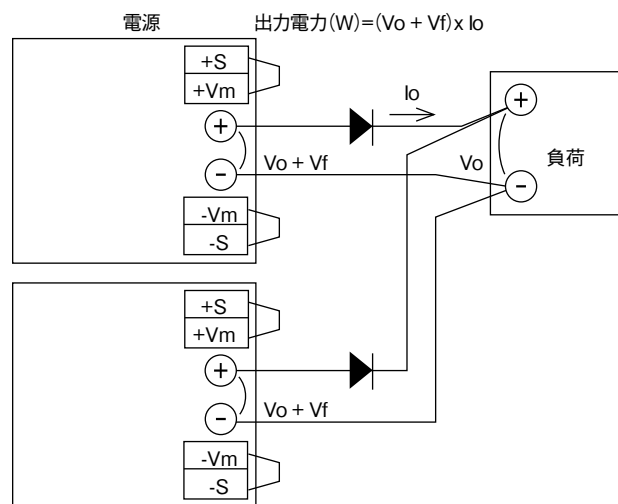 電源 出力電力(W)=(Vo + Vf) x Io
+S
+Vm
Io
+
+
Vo + Vf
Vo
負荷
-
-
-Vm
-S
+S
+Vm
+
Vo + Vf
-
-Vm
-S